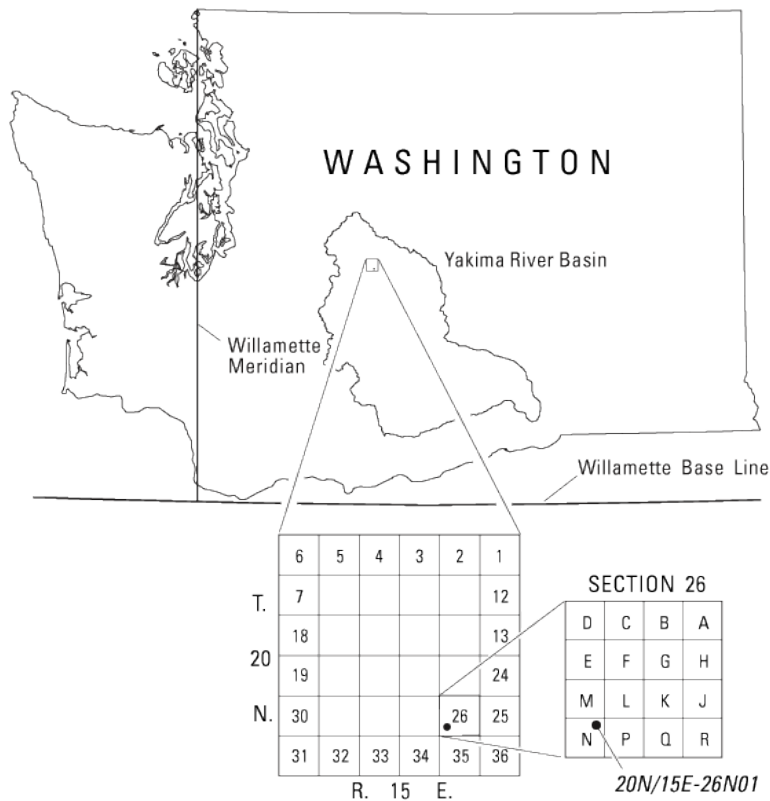 WASHINGTON
Yakima River Basin
Willamette
Meridian
Willamette Base Line
6 5 4 3 2 1
7 12
18 13
19 24
30 26 25
31 32 33 34 35 36
T.
20
N.
R. 15 E.
SECTION 26
D C B A
E F G H
M L K J
N P Q R
20N/15E-26N01